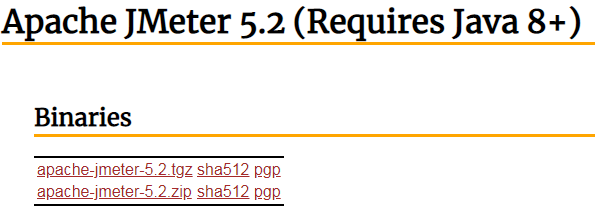 Apache JMeter 5.2 (Requires Java 8+)
Binaries
apache-jmeter-5.2.tgz sha512 pgp
apache-jmeter-5.2.zip sha512 pgp